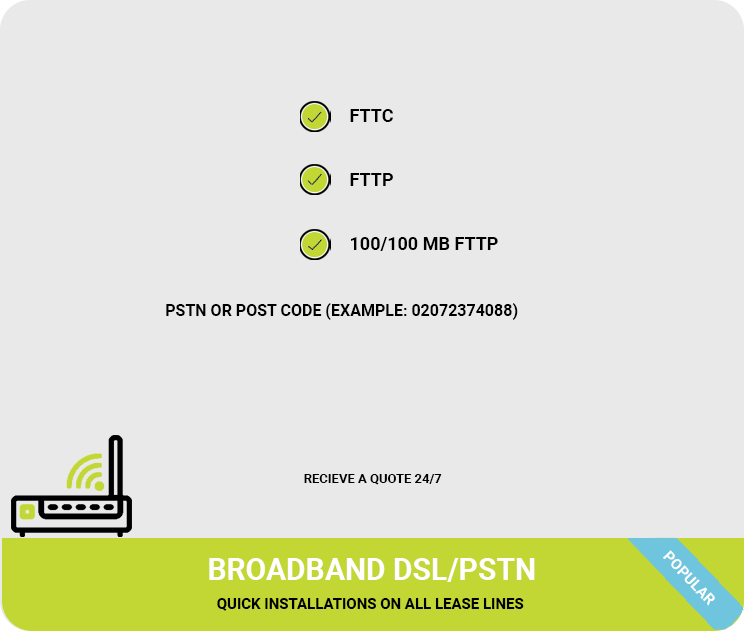 FTTC
FTTP
100/100 MB FTTP
PSTN OR POST CODE (EXAMPLE: 02072374088)
RECIEVE A QUOTE 24/7
BROADBAND DSL/PSTN
QUICK INSTALLATIONS ON ALL LEASE LINES
POPULAR